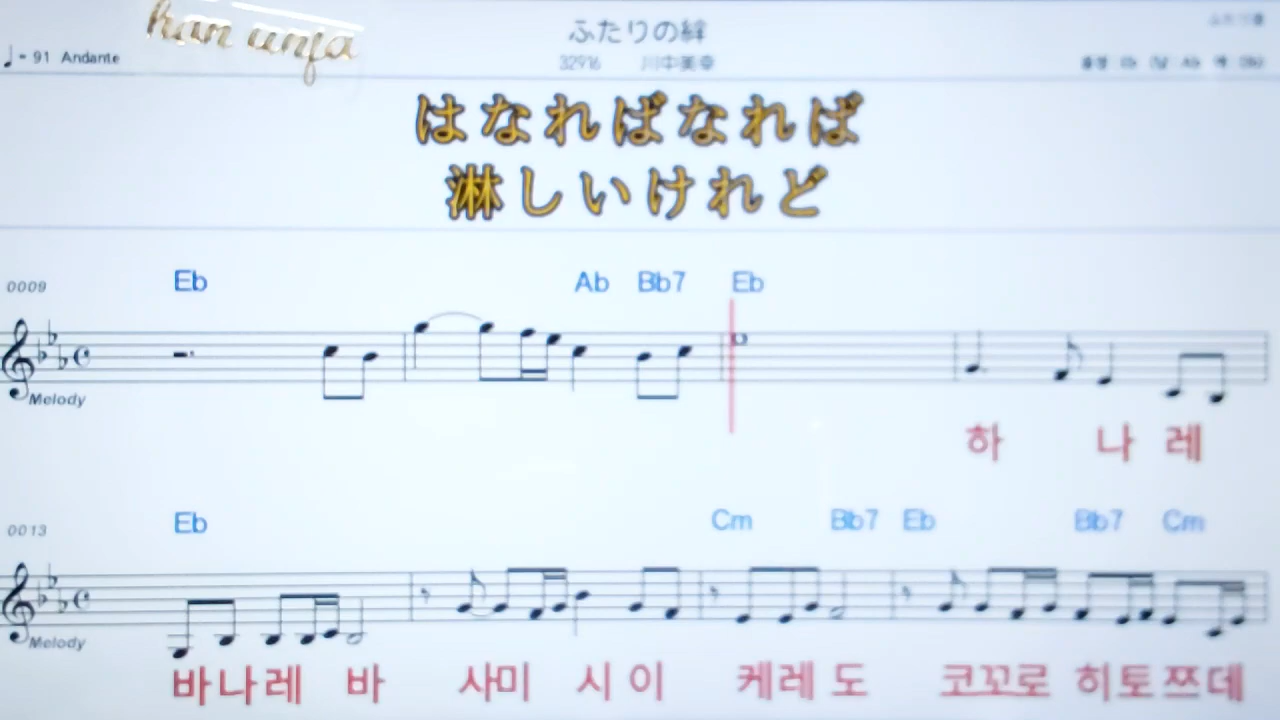 han unja
ふたりの絆
♩= 91 Andante
32916 川中美幸
はなればなれば
淋しいけれど
0009 Eb Ab Bb7 Eb
Melody
하 나 레
0013 Eb Cm Bb7 Eb Bb7 Cm
Melody
바나레 바 사미 시 이 케레 도 코꼬로 히토쯔데